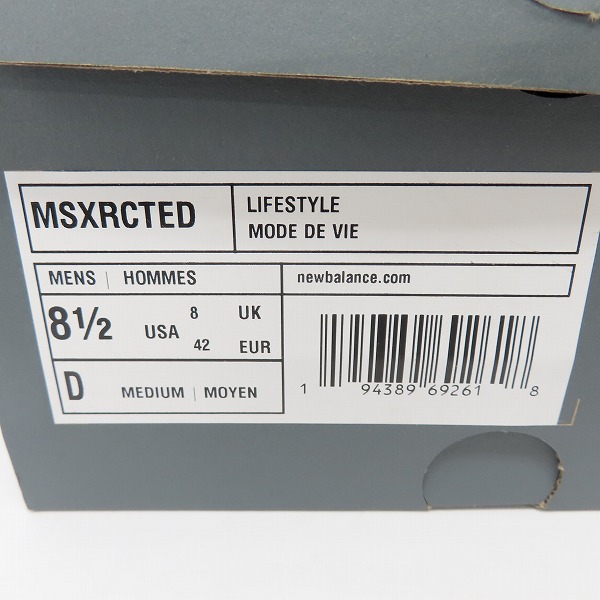 MSXRCTED
LIFESTYLE
MODE DE VIE
MENS | HOMMES
newbalance.com
8½ USA 8 UK
42 EUR
D MEDIUM | MOYEN
1 94389 69261 8